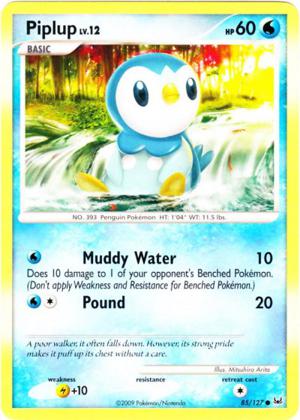 Piplup LV.12 HP 60
BASIC
NO. 393 Penguin Pokémon HT: 1'04" WT: 11.5 lbs.
Muddy Water 10
Does 10 damage to 1 of your opponent's Benched Pokémon.
(Don't apply Weakness and Resistance for Benched Pokémon.)
Pound 20
A poor walker, it often falls down. However, its strong pride
makes it puff up its chest without a care.
Illus. Mitsuhiro Arita
weakness resistance retreat cost
+10
©2009 Pokémon/Nintendo 85/127